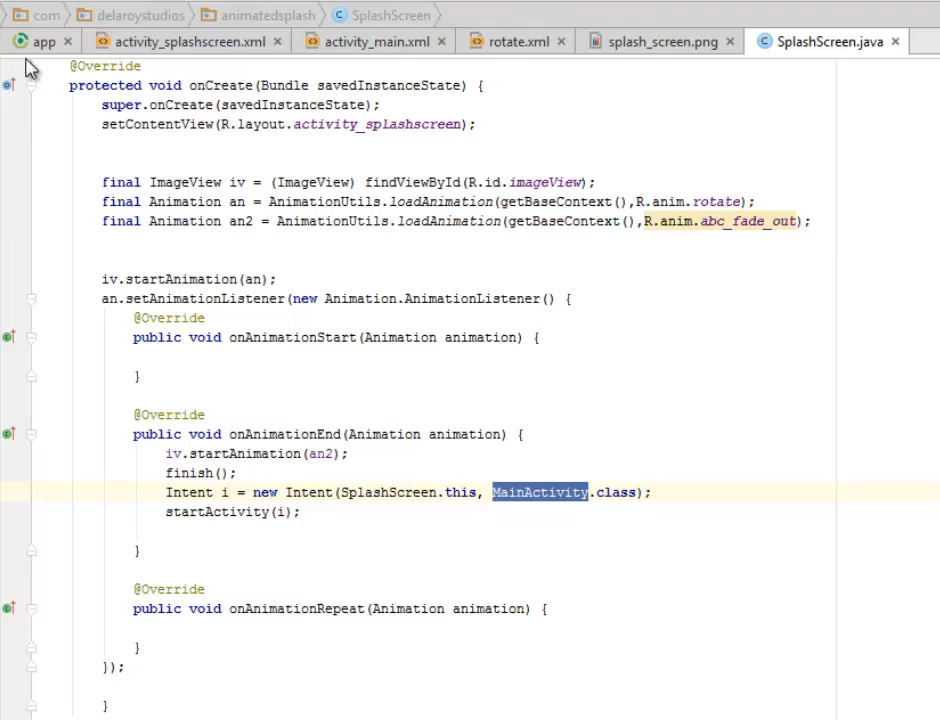 com delaroystudios animatedsplash SplashScreen
app activity_splashscreen.xml activity_main.xml rotate.xml splash_screen.png SplashScreen.java
@Override
protected void onCreate(Bundle savedInstanceState) {
super.onCreate(savedInstanceState);
setContentView(R.layout.activity_splashscreen);
final ImageView iv = (ImageView) findViewById(R.id.imageView);
final Animation an = AnimationUtils.loadAnimation(getBaseContext(),R.anim.rotate);
final Animation an2 = AnimationUtils.loadAnimation(getBaseContext(),R.anim.abc_fade_out);
iv.startAnimation(an);
an.setAnimationListener(new Animation.AnimationListener() {
@Override
public void onAnimationStart(Animation animation) {
}
@Override
public void onAnimationEnd(Animation animation) {
iv.startAnimation(an2);
finish();
Intent i = new Intent(SplashScreen.this, MainActivity.class);
startActivity(i);
}
@Override
public void onAnimationRepeat(Animation animation) {
}
});
}